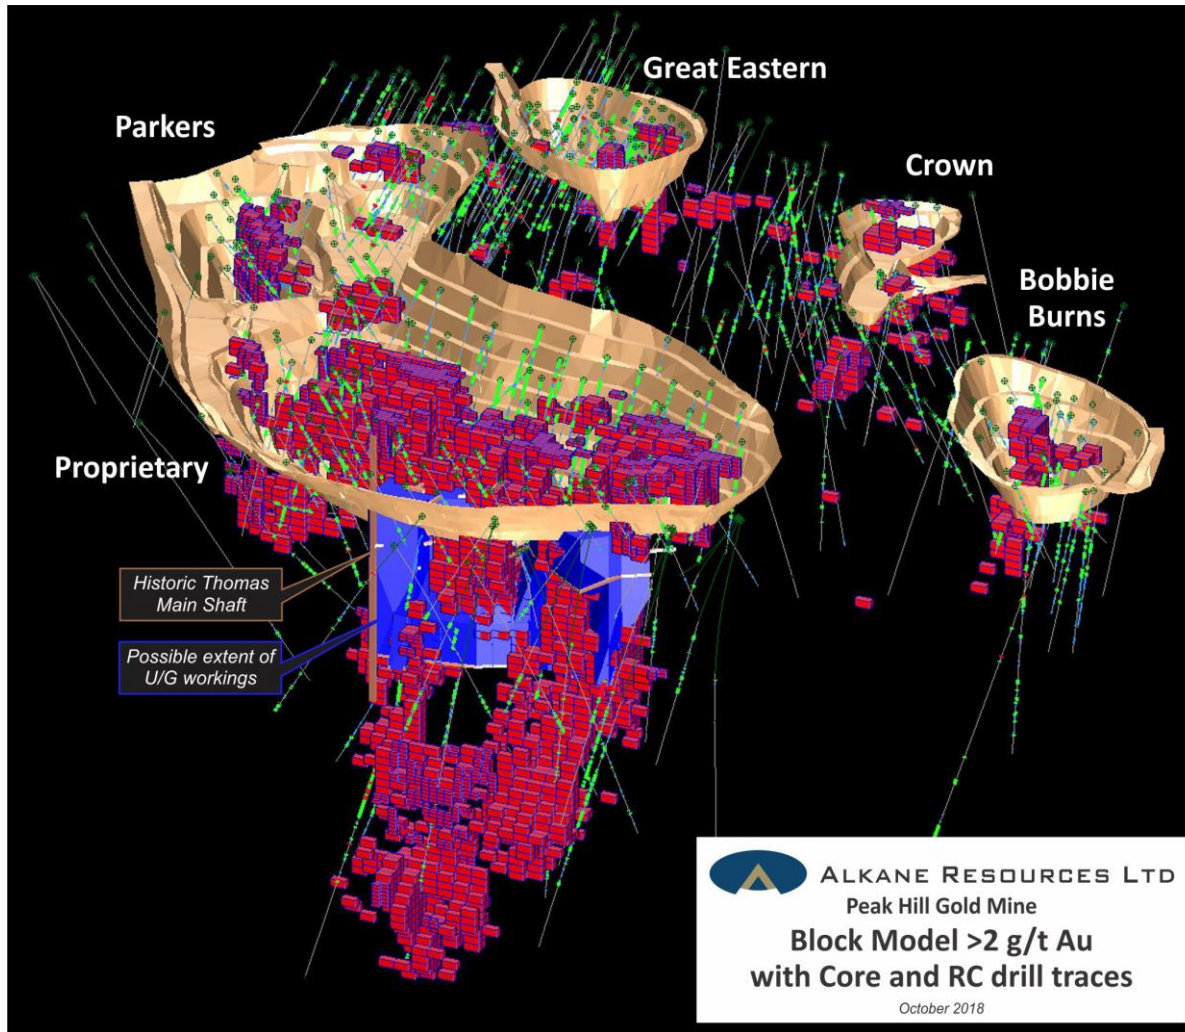 Great Eastern
Parkers
Crown
Bobbie
Burns
Proprietary
Historic Thomas
Main Shaft
Possible extent of
U/G workings
ALKANE RESOURCES LTD
Peak Hill Gold Mine
Block Model >2 g/t Au
with Core and RC drill traces
October 2018